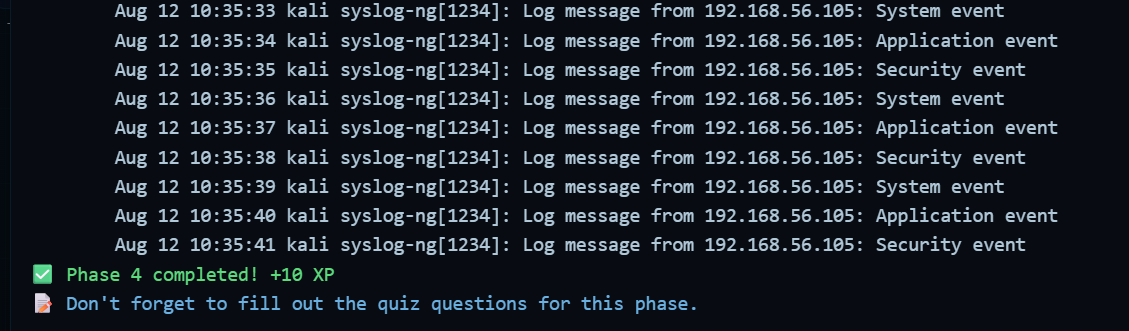 Aug 12 10:35:33 kali syslog-ng[1234]: Log message from 192.168.56.105: System event
Aug 12 10:35:34 kali syslog-ng[1234]: Log message from 192.168.56.105: Application event
Aug 12 10:35:35 kali syslog-ng[1234]: Log message from 192.168.56.105: Security event
Aug 12 10:35:36 kali syslog-ng[1234]: Log message from 192.168.56.105: System event
Aug 12 10:35:37 kali syslog-ng[1234]: Log message from 192.168.56.105: Application event
Aug 12 10:35:38 kali syslog-ng[1234]: Log message from 192.168.56.105: Security event
Aug 12 10:35:39 kali syslog-ng[1234]: Log message from 192.168.56.105: System event
Aug 12 10:35:40 kali syslog-ng[1234]: Log message from 192.168.56.105: Application event
Aug 12 10:35:41 kali syslog-ng[1234]: Log message from 192.168.56.105: Security event
✅ Phase 4 completed! +10 XP
📝 Don't forget to fill out the quiz questions for this phase.